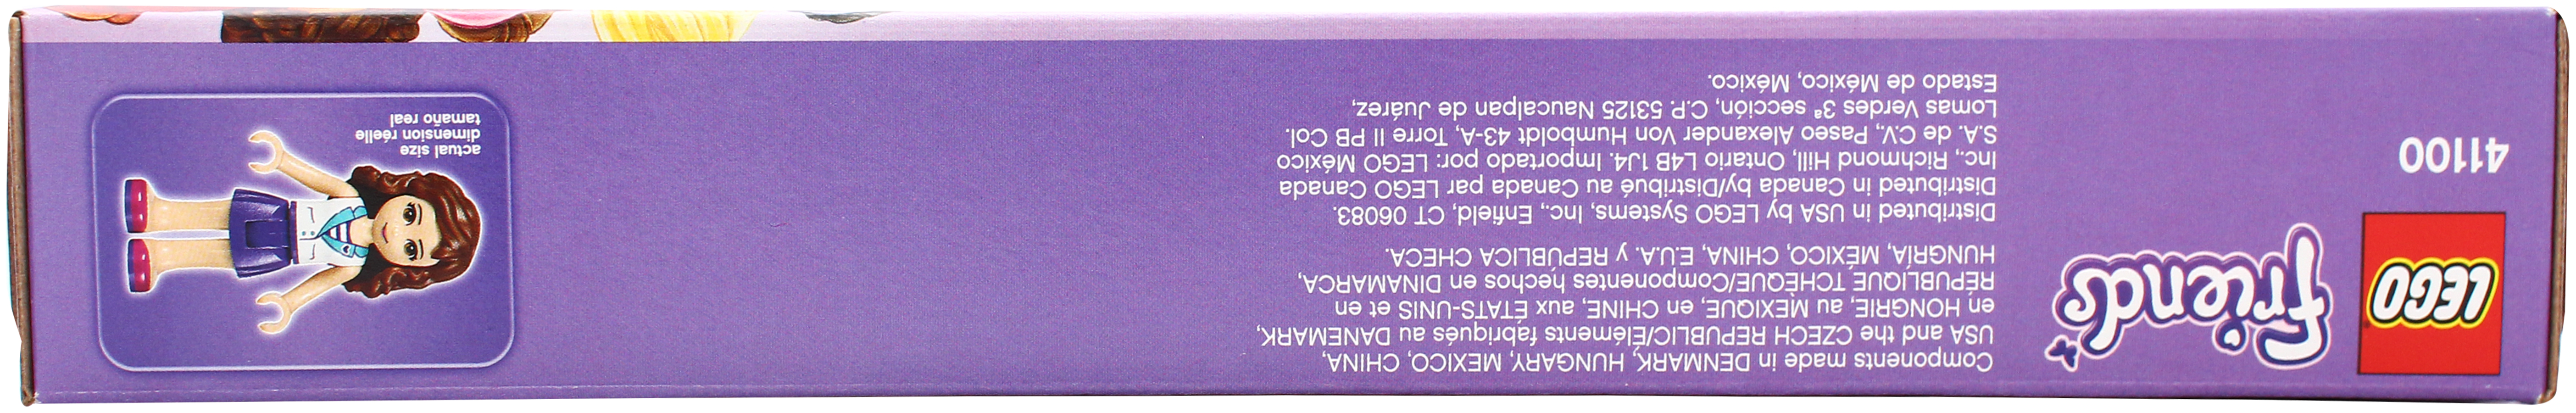 LEGO
friends
41100
Components made in DENMARK, HUNGARY, MEXICO, CHINA,
USA and the CZECH REPUBLIC/Éléments fabriqués au DANEMARK,
en HONGRIE, au MEXIQUE, en CHINE, aux ÉTATS-UNIS et en
RÉPUBLIQUE TCHÈQUE/Componentes hechos en DINAMARCA,
HUNGRÍA, MÉXICO, CHINA, E.U.A. y REPÚBLICA CHECA.
Distributed in USA by LEGO Systems, Inc., Enfield, CT 06083.
Distributed in Canada by/Distribué au Canada par LEGO Canada
Inc., Richmond Hill, Ontario L4B 1J4. Importado por: LEGO México
S.A. de C.V., Paseo Alexander Von Humboldt 43-A, Torre II PB Col.
Lomas Verdes 3ª sección, C.P. 53125 Naucalpan de Juárez,
Estado de México, México.
actual size
dimension réelle
tamaño real